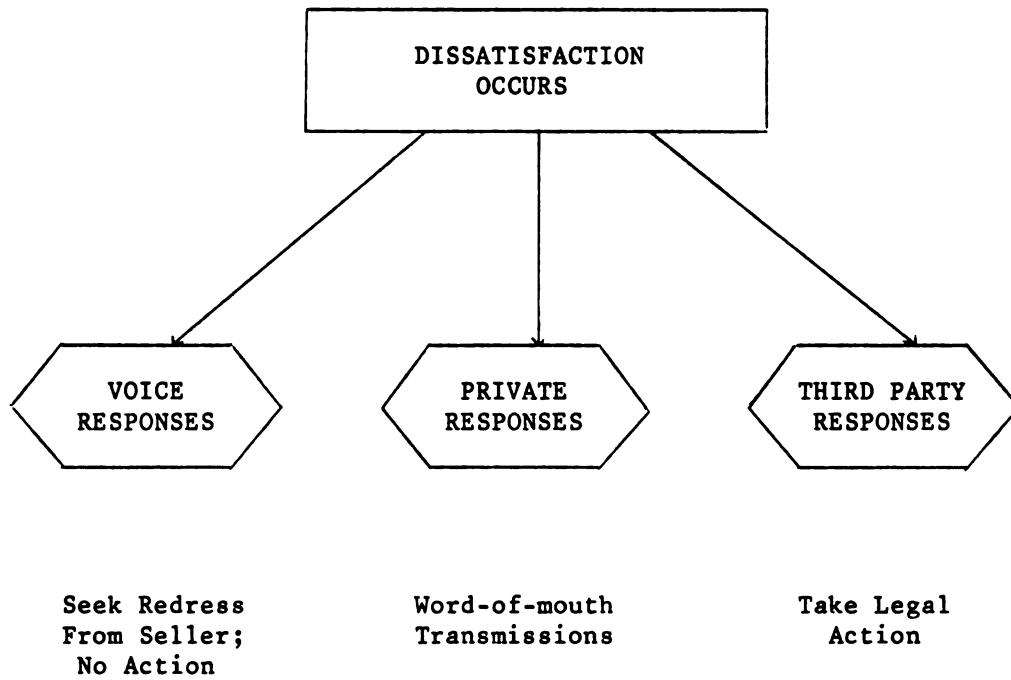 DISSATISFACTION
OCCURS
VOICE
RESPONSES
PRIVATE
RESPONSES
THIRD PARTY
RESPONSES
Seek Redress
From Seller;
No Action
Word-of-mouth
Transmissions
Take Legal
Action